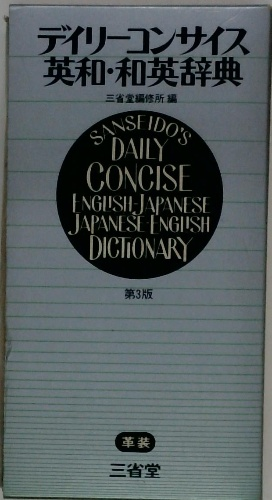 デイリーコンサイス
英和・和英辞典
三省堂編修所 編
SANSEIDO'S
DAILY
CONCISE
ENGLISH-JAPANESE
JAPANESE-ENGLISH
DICTIONARY
第3版
革装
三省堂